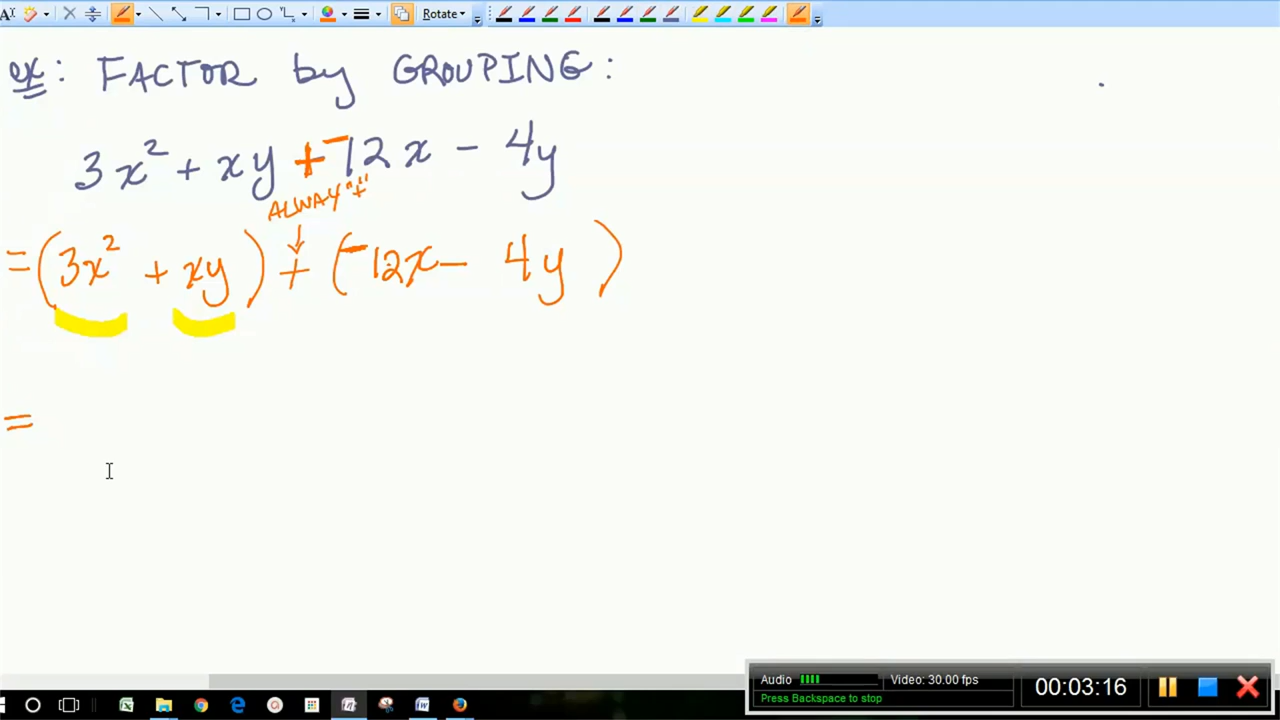 Rotate
ex: FACTOR by GROUPING:
3x² + xy + -12x - 4y
ALWAYS "+"
= (3x² + xy) + (-12x - 4y)
=
Audio Video: 30.00 fps
Press Backspace to stop
00:03:16